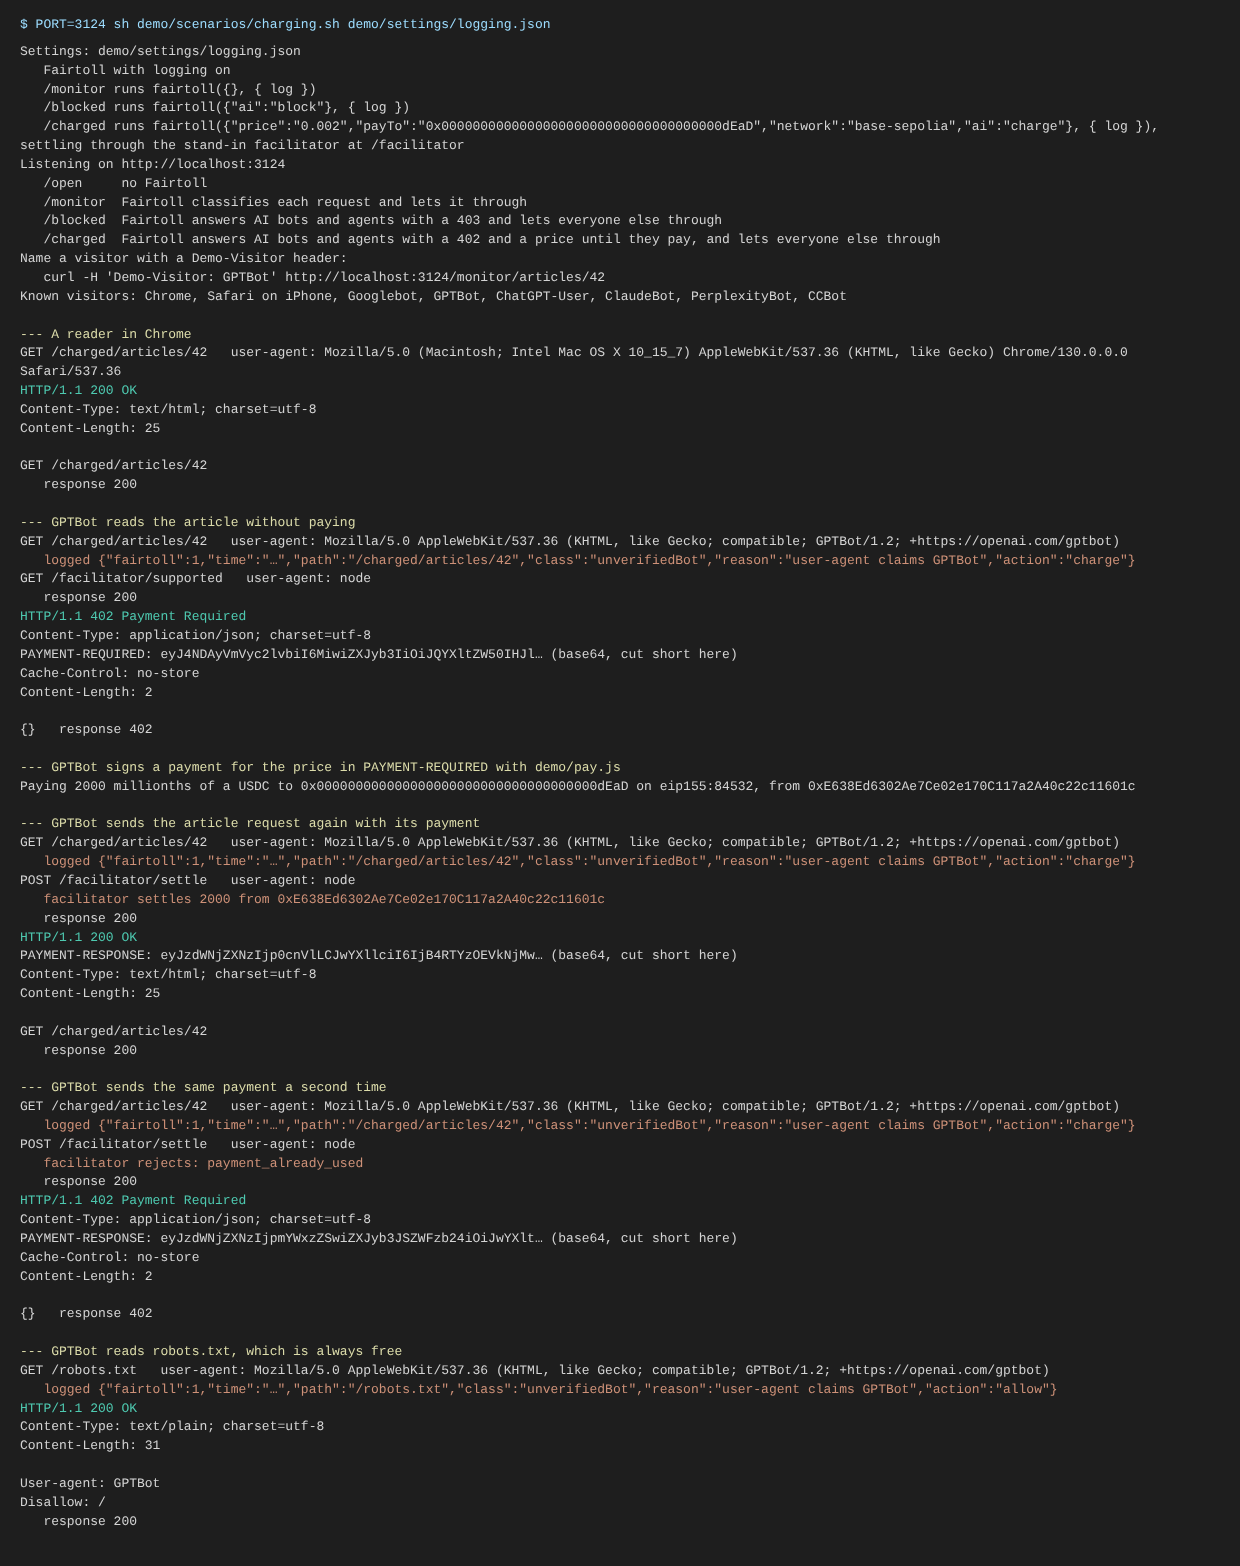 $ PORT=3124 sh demo/scenarios/charging.sh demo/settings/logging.json
Settings: demo/settings/logging.json
   Fairtoll with logging on
   /monitor runs fairtoll({}, { log })
   /blocked runs fairtoll({"ai":"block"}, { log })
   /charged runs fairtoll({"price":"0.002","payTo":"0x000000000000000000000000000000000000dEaD","network":"base-sepolia","ai":"charge"}, { log }),
settling through the stand-in facilitator at /facilitator
Listening on http://localhost:3124
   /open     no Fairtoll
   /monitor  Fairtoll classifies each request and lets it through
   /blocked  Fairtoll answers AI bots and agents with a 403 and lets everyone else through
   /charged  Fairtoll answers AI bots and agents with a 402 and a price until they pay, and lets everyone else through
Name a visitor with a Demo-Visitor header:
   curl -H 'Demo-Visitor: GPTBot' http://localhost:3124/monitor/articles/42
Known visitors: Chrome, Safari on iPhone, Googlebot, GPTBot, ChatGPT-User, ClaudeBot, PerplexityBot, CCBot

--- A reader in Chrome
GET /charged/articles/42   user-agent: Mozilla/5.0 (Macintosh; Intel Mac OS X 10_15_7) AppleWebKit/537.36 (KHTML, like Gecko) Chrome/130.0.0.0
Safari/537.36
HTTP/1.1 200 OK
Content-Type: text/html; charset=utf-8
Content-Length: 25

GET /charged/articles/42
   response 200

--- GPTBot reads the article without paying
GET /charged/articles/42   user-agent: Mozilla/5.0 AppleWebKit/537.36 (KHTML, like Gecko; compatible; GPTBot/1.2; +https://openai.com/gptbot)
   logged {"fairtoll":1,"time":"…","path":"/charged/articles/42","class":"unverifiedBot","reason":"user-agent claims GPTBot","action":"charge"}
GET /facilitator/supported   user-agent: node
   response 200
HTTP/1.1 402 Payment Required
Content-Type: application/json; charset=utf-8
PAYMENT-REQUIRED: eyJ4NDAyVmVyc2lvbiI6MiwiZXJyb3IiOiJQYXltZW50IHJl… (base64, cut short here)
Cache-Control: no-store
Content-Length: 2

{}   response 402

--- GPTBot signs a payment for the price in PAYMENT-REQUIRED with demo/pay.js
Paying 2000 millionths of a USDC to 0x000000000000000000000000000000000000dEaD on eip155:84532, from 0xE638Ed6302Ae7Ce02e170C117a2A40c22c11601c

--- GPTBot sends the article request again with its payment
GET /charged/articles/42   user-agent: Mozilla/5.0 AppleWebKit/537.36 (KHTML, like Gecko; compatible; GPTBot/1.2; +https://openai.com/gptbot)
   logged {"fairtoll":1,"time":"…","path":"/charged/articles/42","class":"unverifiedBot","reason":"user-agent claims GPTBot","action":"charge"}
POST /facilitator/settle   user-agent: node
   facilitator settles 2000 from 0xE638Ed6302Ae7Ce02e170C117a2A40c22c11601c
   response 200
HTTP/1.1 200 OK
PAYMENT-RESPONSE: eyJzdWNjZXNzIjp0cnVlLCJwYXllciI6IjB4RTYzOEVkNjMw… (base64, cut short here)
Content-Type: text/html; charset=utf-8
Content-Length: 25

GET /charged/articles/42
   response 200

--- GPTBot sends the same payment a second time
GET /charged/articles/42   user-agent: Mozilla/5.0 AppleWebKit/537.36 (KHTML, like Gecko; compatible; GPTBot/1.2; +https://openai.com/gptbot)
   logged {"fairtoll":1,"time":"…","path":"/charged/articles/42","class":"unverifiedBot","reason":"user-agent claims GPTBot","action":"charge"}
POST /facilitator/settle   user-agent: node
   facilitator rejects: payment_already_used
   response 200
HTTP/1.1 402 Payment Required
Content-Type: application/json; charset=utf-8
PAYMENT-RESPONSE: eyJzdWNjZXNzIjpmYWxzZSwiZXJyb3JSZWFzb24iOiJwYXlt… (base64, cut short here)
Cache-Control: no-store
Content-Length: 2

{}   response 402

--- GPTBot reads robots.txt, which is always free
GET /robots.txt   user-agent: Mozilla/5.0 AppleWebKit/537.36 (KHTML, like Gecko; compatible; GPTBot/1.2; +https://openai.com/gptbot)
   logged {"fairtoll":1,"time":"…","path":"/robots.txt","class":"unverifiedBot","reason":"user-agent claims GPTBot","action":"allow"}
HTTP/1.1 200 OK
Content-Type: text/plain; charset=utf-8
Content-Length: 31

User-agent: GPTBot
Disallow: /
   response 200